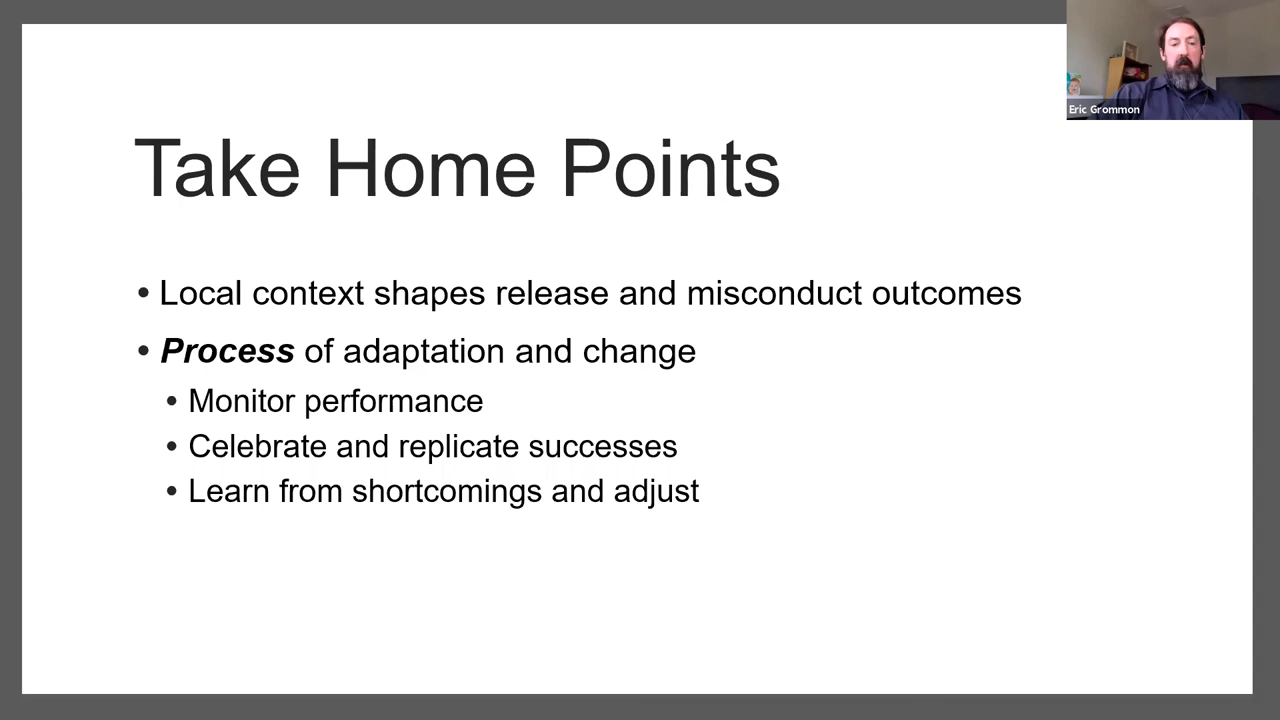 Take Home Points
• Local context shapes release and misconduct outcomes
• Process of adaptation and change
• Monitor performance
• Celebrate and replicate successes
• Learn from shortcomings and adjust
Eric Grommon